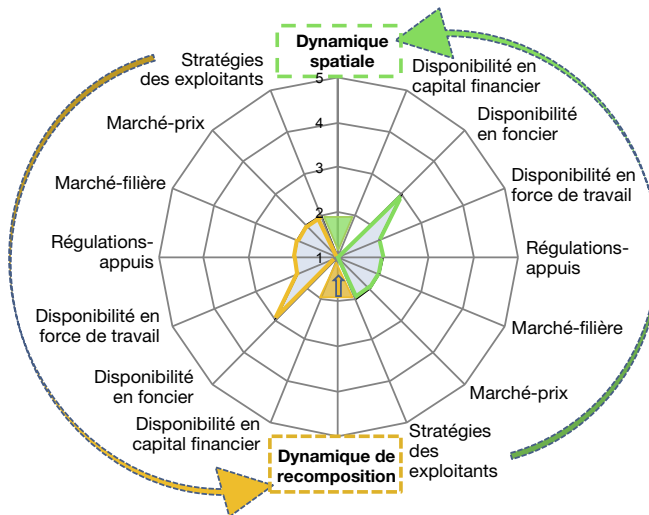 Dynamique
spatiale
Stratégies
des exploitants
Disponibilité en
capital financier
Marché-prix
Disponibilité
en foncier
Marché-filière
Disponibilité en
force de travail
Régulations-
appuis
Régulations-
appuis
Disponibilité en
force de travail
Marché-filière
Disponibilité
en foncier
Marché-prix
Disponibilité en
capital financier
Stratégies
des
exploitants
Dynamique de
recomposition
5
4
3
2
1